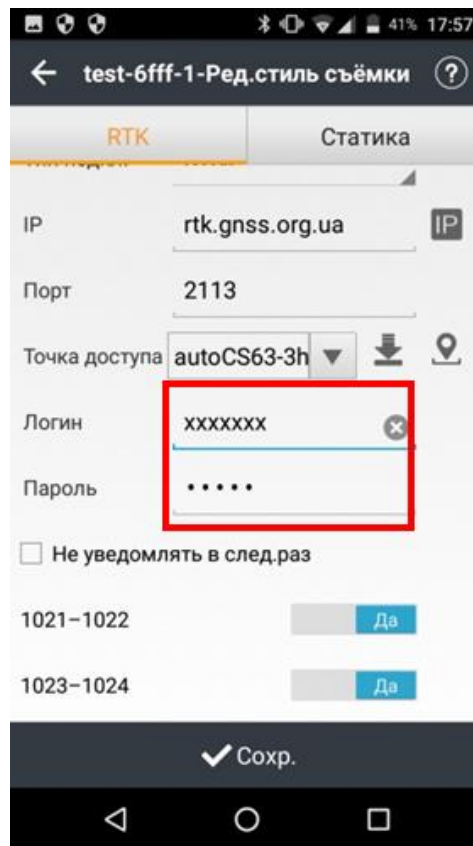 41% 17:57
test-6fff-1-Ред.стиль съёмки ?
RTK Статика
IP rtk.gnss.org.ua IP
Порт 2113
Точка доступа autoCS63-3h
Логин xxxxxxx
Пароль •••••
Не уведомлять в след.раз
1021–1022 Да
1023–1024 Да
Сохр.